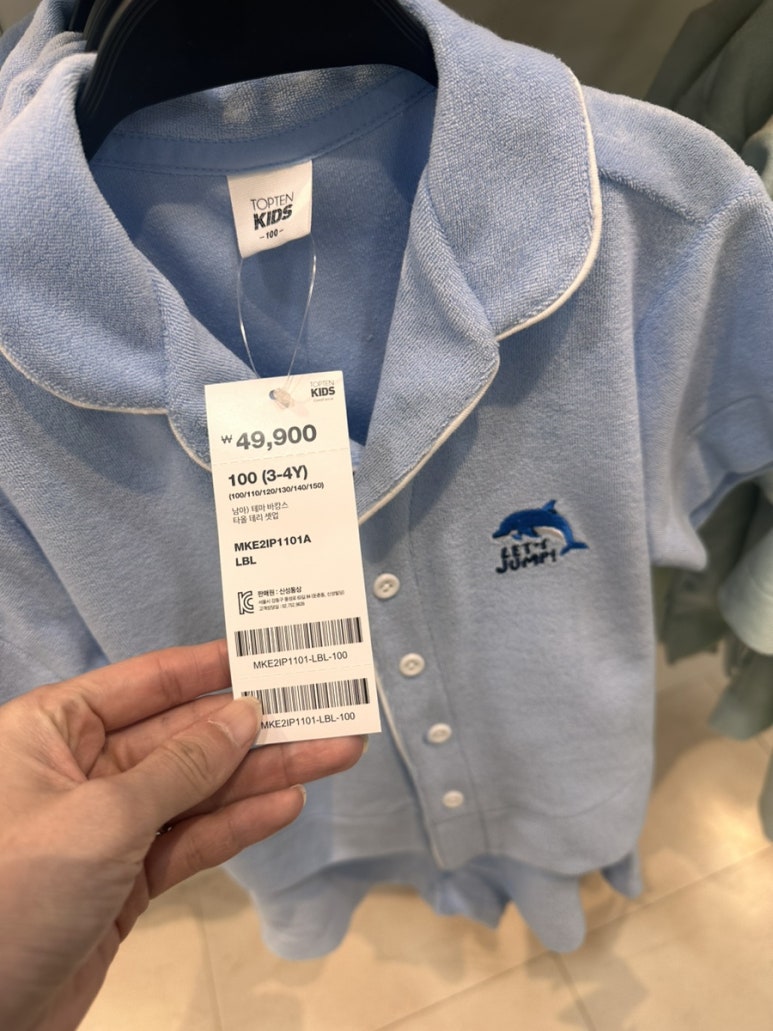 TOPTEN
KIDS
-100-
TOPTEN
KIDS
₩49,900
100 (3-4Y)
(100/110/120/130/140/150)
남아) 테마 바캉스
타올 테리 셋업
MKE2IP1101A
LBL
판매원 : 신성통상
MKE2IP1101-LBL-100
MKE2IP1101-LBL-100
LET'S
JUMP!